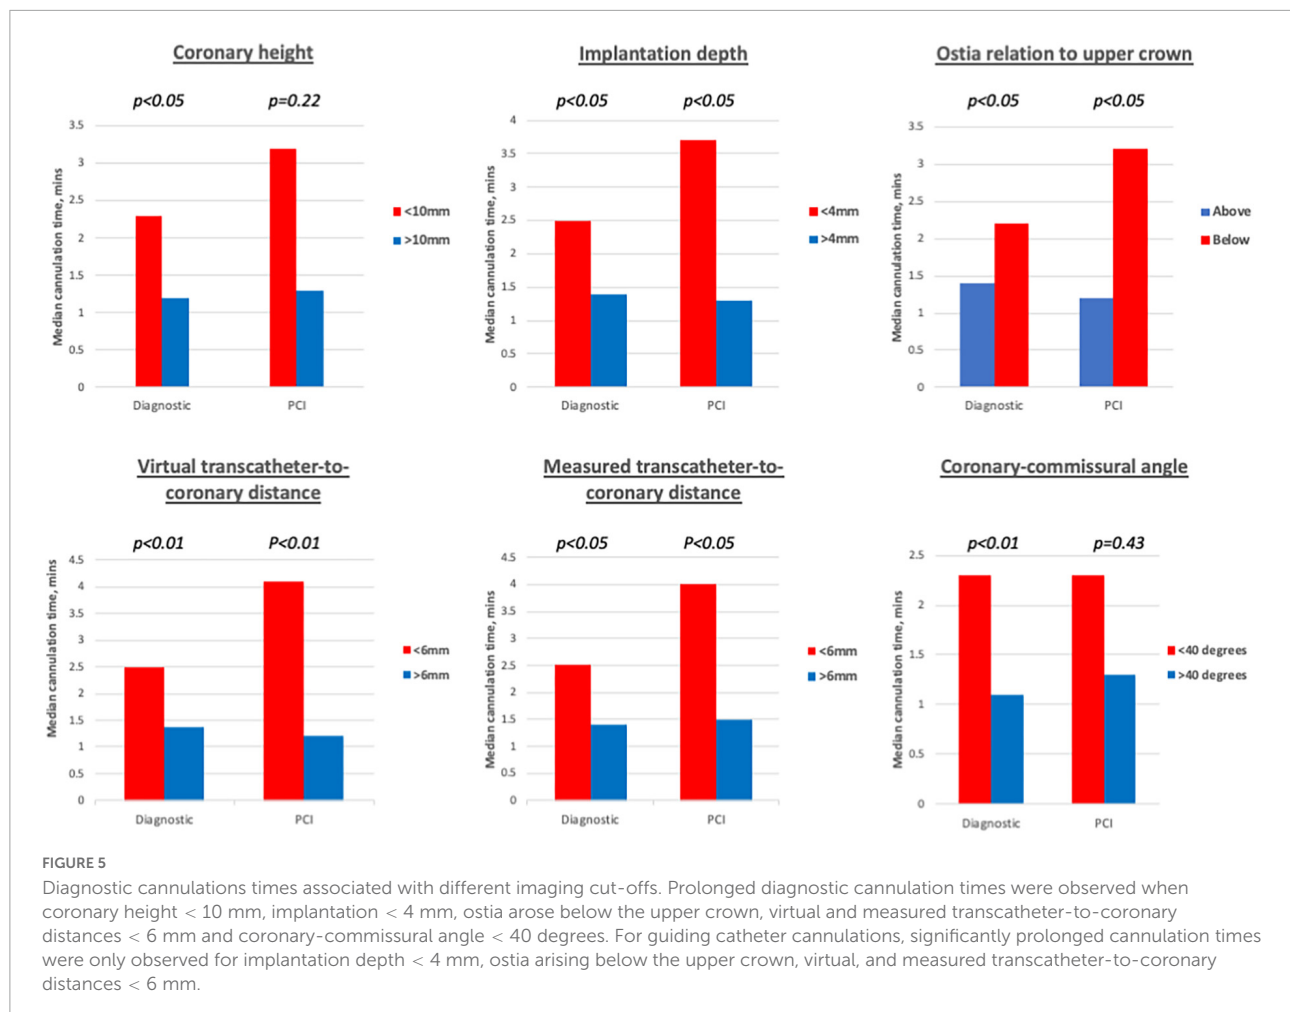 Coronary height
p<0.05 p=0.22
Median cannulation time, mins
3.5
3
2.5
2
1.5
1
0.5
0
Diagnostic PCI
<10mm
>10mm
Implantation depth
p<0.05 p<0.05
Median cannulation time, mins
4
3.5
3
2.5
2
1.5
1
0.5
0
Diagnostic PCI
<4mm
>4mm
Ostia relation to upper crown
p<0.05 p<0.05
Median cannulation time, mins
3.5
3
2.5
2
1.5
1
0.5
0
Diagnostic PCI
Above
Below
Virtual transcatheter-to-
coronary distance
p<0.01 P<0.01
Median cannulation time, mins
4.5
4
3.5
3
2.5
2
1.5
1
0.5
0
Diagnostic PCI
<6mm
>6mm
Measured transcatheter-to-
coronary distance
p<0.05 P<0.05
Median cannulation time, mins
4.5
4
3.5
3
2.5
2
1.5
1
0.5
0
Diagnostic PCI
<6mm
>6mm
Coronary-commissural angle
p<0.01 p=0.43
Median cannulation time, mins
2.5
2
1.5
1
0.5
0
Diagnostic PCI
<40 degrees
>40 degrees
FIGURE 5
Diagnostic cannulations times associated with different imaging cut-offs. Prolonged diagnostic cannulation times were observed when
coronary height < 10 mm, implantation < 4 mm, ostia arose below the upper crown, virtual and measured transcatheter-to-coronary
distances < 6 mm and coronary-commissural angle < 40 degrees. For guiding catheter cannulations, significantly prolonged cannulation times
were only observed for implantation depth < 4 mm, ostia arising below the upper crown, virtual, and measured transcatheter-to-coronary
distances < 6 mm.